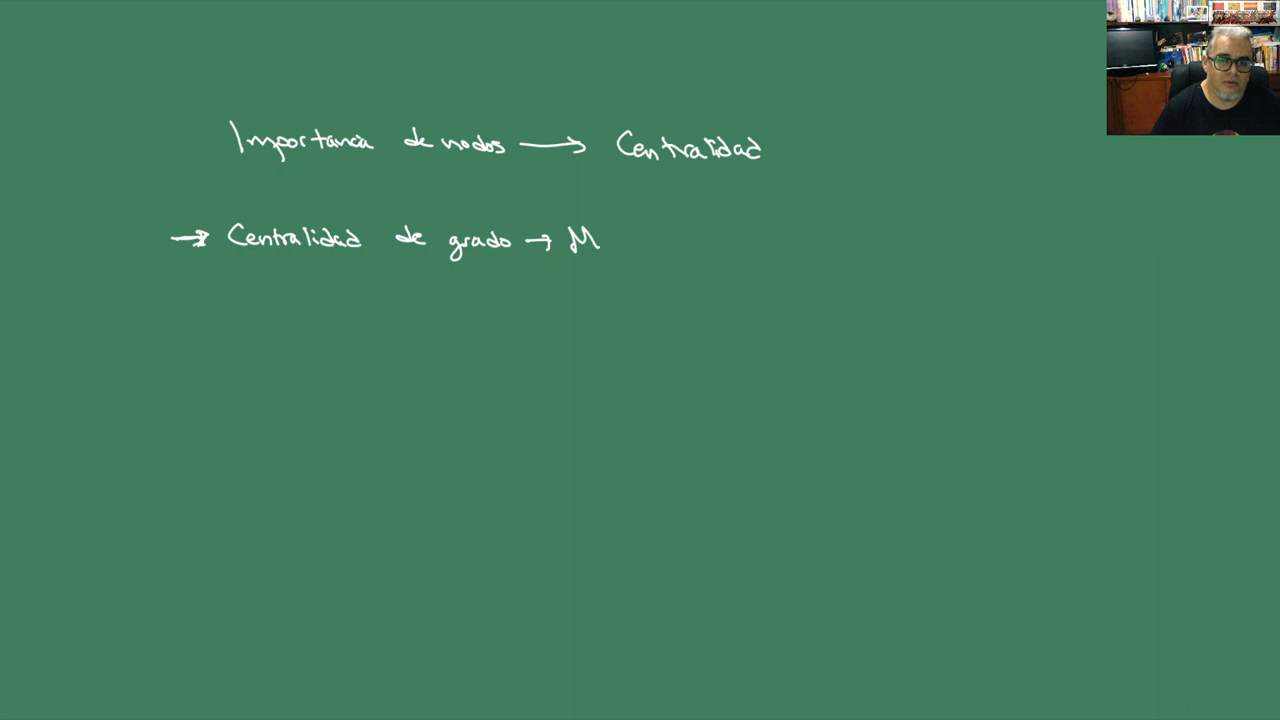 Importancia de nodos → Centralidad
→ Centralidad de grado → M